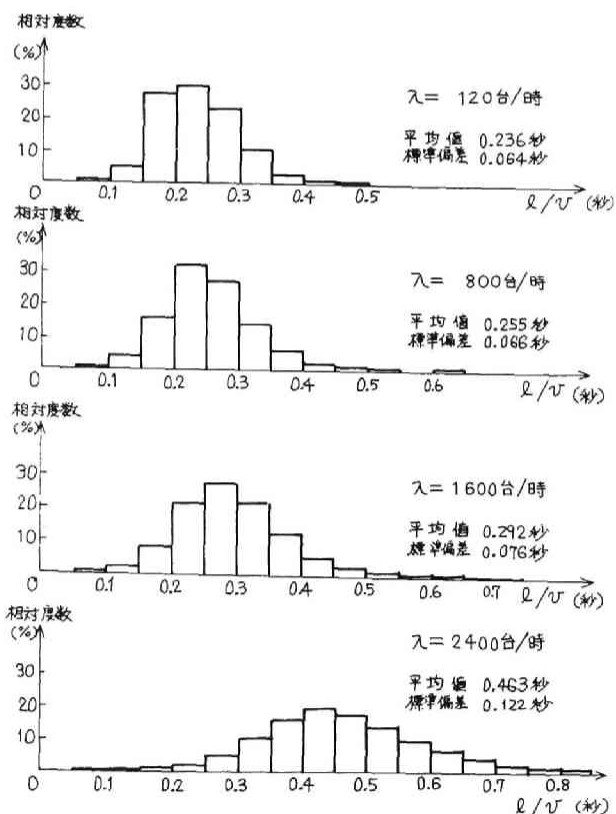 相対度数
(%)
30
20
10
0
0.1
0.2
0.3
0.4
0.5
l/v (秒)
λ= 120台/時
平均値 0.236秒
標準偏差 0.064秒
相対度数
(%)
30
20
10
0
0.1
0.2
0.3
0.4
0.5
0.6
l/v (秒)
λ= 800台/時
平均値 0.255秒
標準偏差 0.066秒
相対度数
(%)
30
20
10
0
0.1
0.2
0.3
0.4
0.5
0.6
0.7
l/v (秒)
λ=1600台/時
平均値 0.292秒
標準偏差 0.076秒
相対度数
(%)
30
20
10
0
0.1
0.2
0.3
0.4
0.5
0.6
0.7
0.8
l/v (秒)
λ=2400台/時
平均値 0.463秒
標準偏差 0.122秒